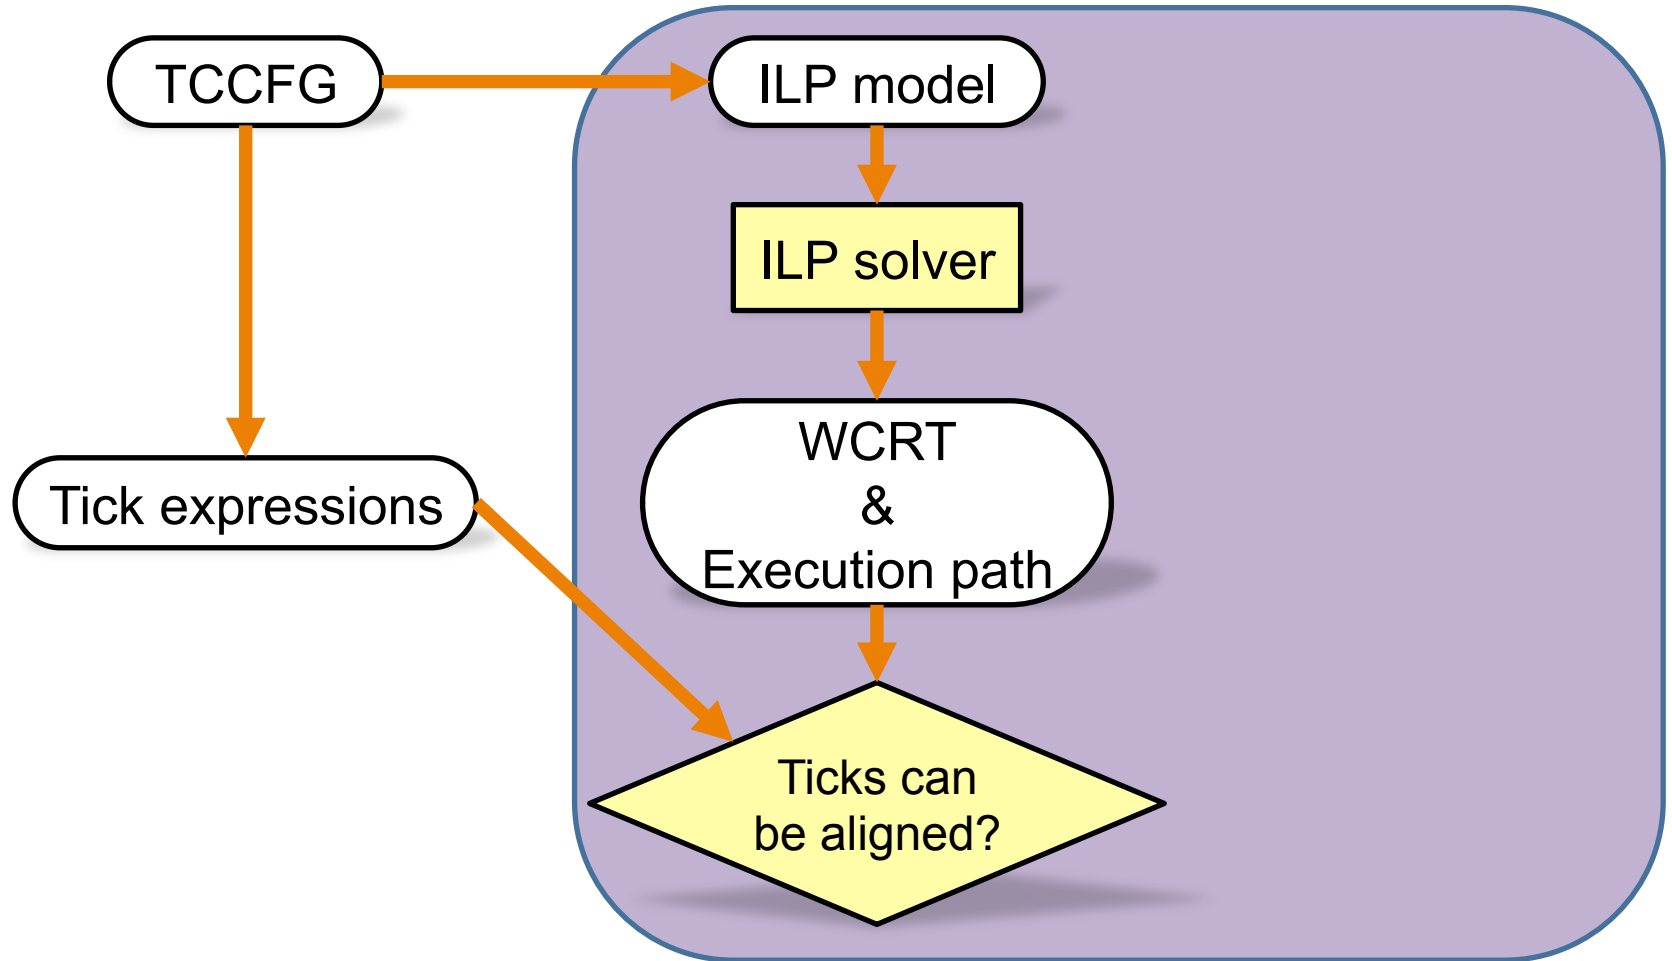 TCCFG
ILP model
ILP solver
WCRT
&
Execution path
Tick expressions
Ticks can
be aligned?